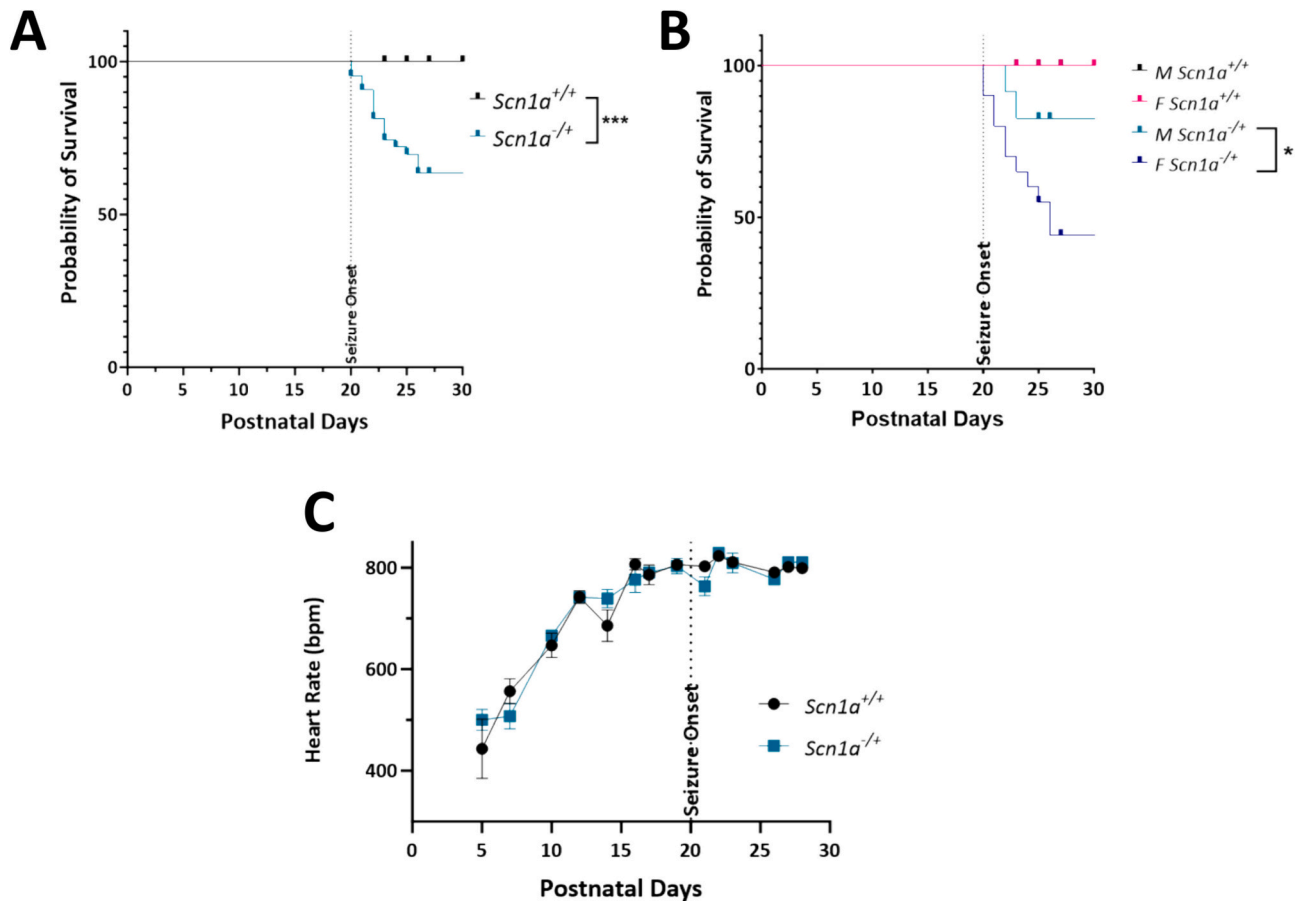 A
Probability of Survival
100
50
0
0 5 10 15 20 25 30
Postnatal Days
Seizure Onset
Scn1a+/+
Scn1a-/+
***
B
Probability of Survival
100
50
0
0 5 10 15 20 25 30
Postnatal Days
Seizure Onset
M Scn1a+/+
F Scn1a+/+
M Scn1a-/+
F Scn1a-/+
*
C
Heart Rate (bpm)
800
600
400
0 5 10 15 20 25 30
Postnatal Days
Seizure Onset
Scn1a+/+
Scn1a-/+